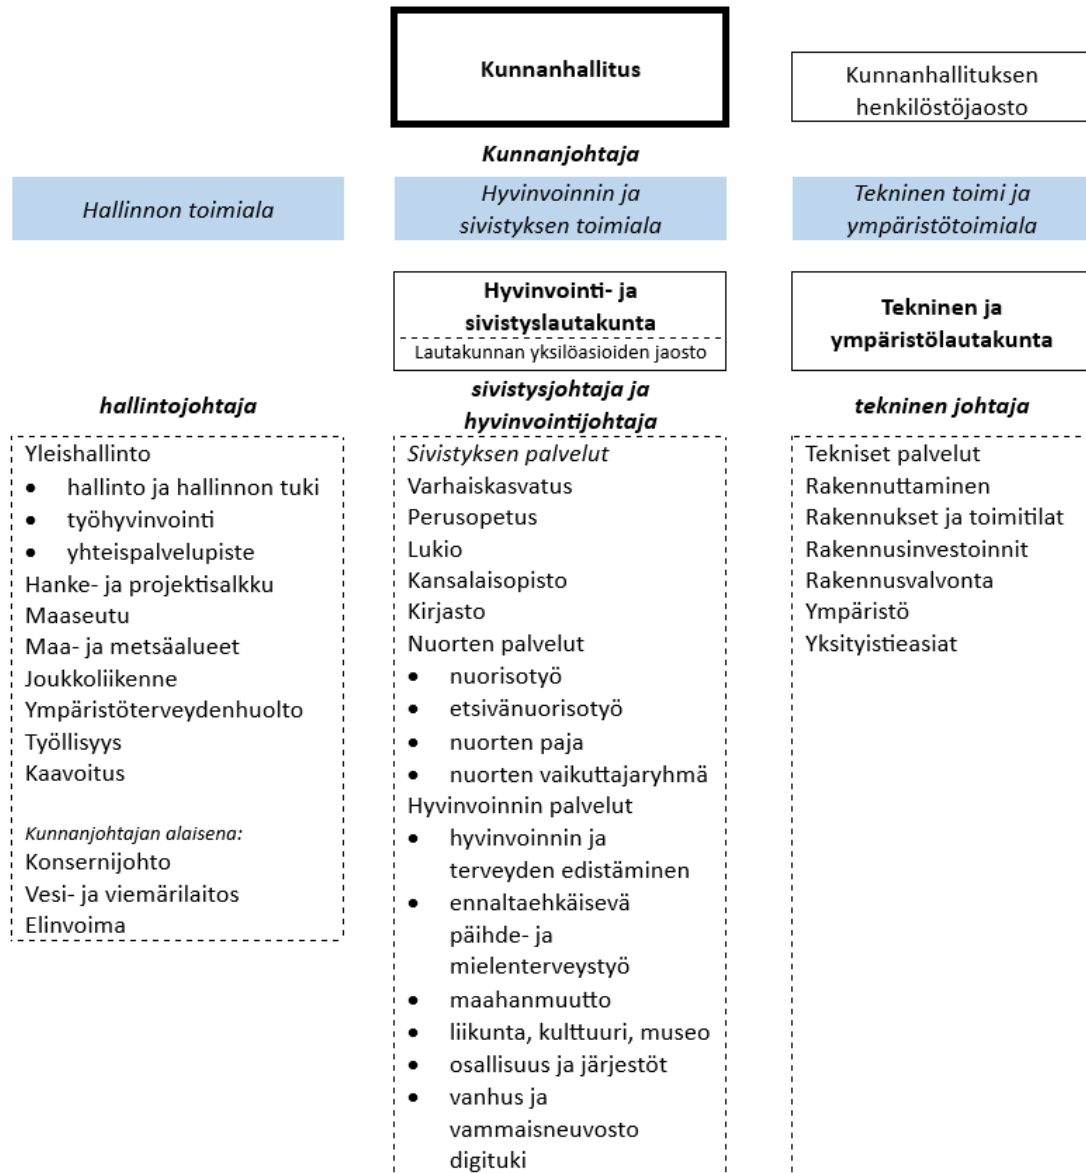 Kunnanhallitus
Kunnanhallituksen
henkilöstöjaosto
Kunnanjohtaja
Hallinnon toimiala
Hyvinvoinnin ja
sivistyksen toimiala
Tekninen toimi ja
ympäristötoimiala
Hyvinvointi- ja
sivistyslautakunta
Lautakunnan yksilöasioiden jaosto
Tekninen ja
ympäristölautakunta
hallintojohtaja
Yleishallinto
• hallinto ja hallinnon tuki
• työhyvinvointi
• yhteispalvelupiste
Hanke- ja projektisalkku
Maaseutu
Maa- ja metsäalueet
Joukkoliikenne
Ympäristöterveydenhuolto
Työllisyys
Kaavoitus
Kunnanjohtajan alaisena:
Konsernijohto
Vesi- ja viemärilaitos
Elinvoima
sivistysjohtaja ja
hyvinvointijohtaja
Sivistyksen palvelut
Varhaiskasvatus
Perusopetus
Lukio
Kansalaisopisto
Kirjasto
Nuorten palvelut
• nuorisotyö
• etsivänuorisotyö
• nuorten paja
• nuorten vaikuttajaryhmä
Hyvinvoinnin palvelut
• hyvinvoinnin ja
terveyden edistäminen
• ennaltaehkäisevä
päihde- ja
mielenterveystyö
• maahanmuutto
• liikunta, kulttuuri, museo
• osallisuus ja järjestöt
• vanhus ja
vammaisneuvosto
digituki
tekninen johtaja
Tekniset palvelut
Rakennuttaminen
Rakennukset ja toimitilat
Rakennusinvestoinnit
Rakennusvalvonta
Ympäristö
Yksityistieasiat